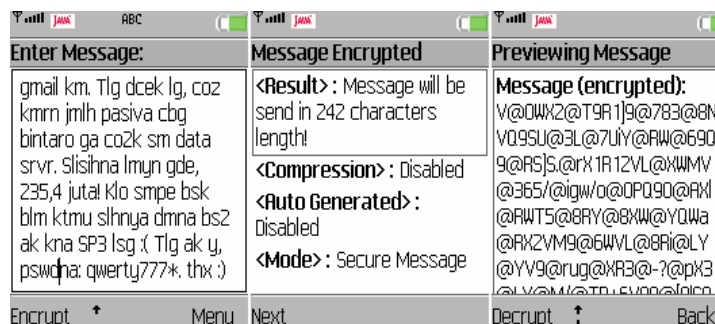 JAVA
ABC
Enter Message:
gmail km. Tlg dcek lg, coz
kmrn jmlh pasiva cbg
bintaro ga co2k sm data
srvr. Slisihna lmyn gde,
235,4 juta! Klo smpe bsk
blm ktmu slhnya dmna bs2
ak kna SP3 lsg :( Tlg ak y,
pswdna: qwerty777*. thx :)
Encrypt
Menu
JAVA
Message Encrypted
<Result> : Message will be
send in 242 characters
length!
<Compression> : Disabled
<Auto Generated> :
Disabled
<Mode> : Secure Message
Next
JAVA
Previewing Message
Message (encrypted):
V@0WX2@T9R1]9@783@8N
VQ9SU@3L@7UiY@RW@69Q
9@RS]S.@rX1R12VL@XWMV
@365/@igw/o@0PQ90@RX]
@RWT5@8RY@8XW@YQWa
@RX2VM9@6WVL@8Ri@LY
@YV9@rug@XR3@-?@pX3
Decrypt
Back